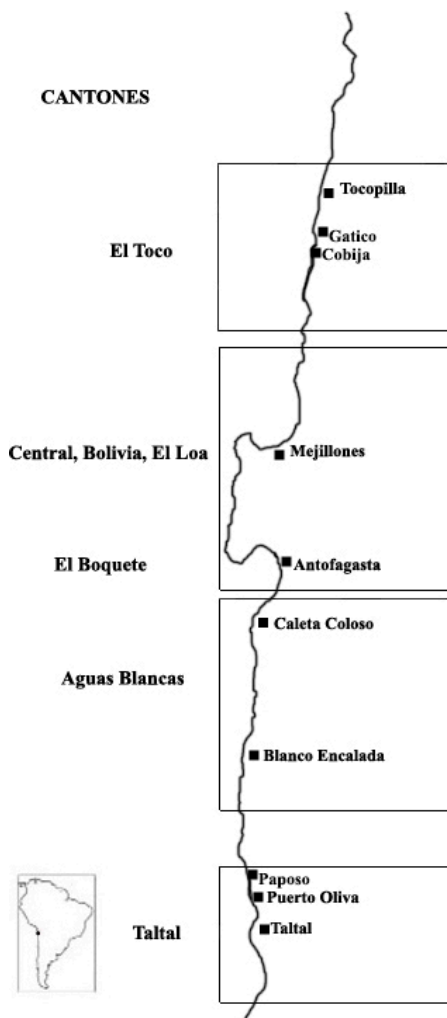 CANTONES
Tocopilla
Gatico
El Toco
Cobija
Central, Bolivia, El Loa
Mejillones
El Boquete
Antofagasta
Caleta Coloso
Aguas Blancas
Blanco Encalada
Paposo
Puerto Oliva
Taltal
Taltal